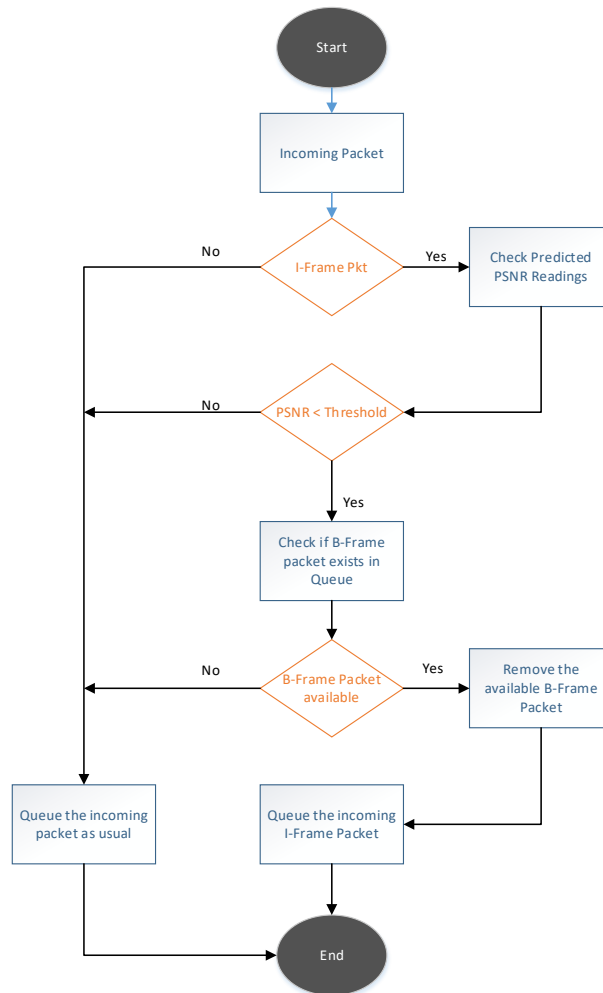 Start
Incoming Packet
No
I-Frame Pkt
Yes
Check Predicted
PSNR Readings
No
PSNR < Threshold
Yes
Check if B-Frame
packet exists in
Queue
No
B-Frame Packet
available
Yes
Remove the
available B-Frame
Packet
Queue the incoming
packet as usual
Queue the incoming
I-Frame Packet
End